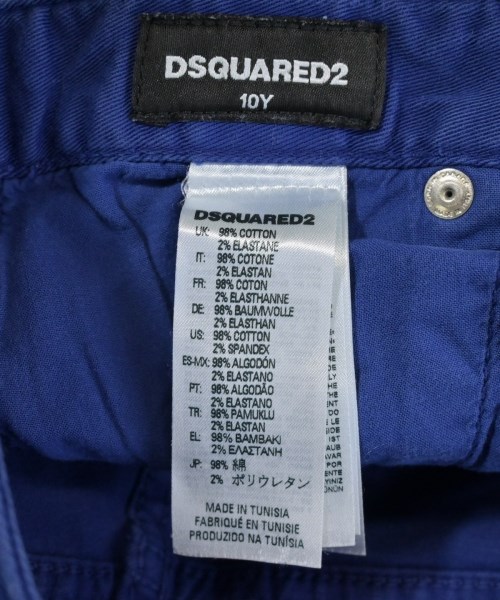 DSQUARED2
10Y
DSQUARED2
UK: 98% COTTON
2% ELASTANE
IT: 98% COTONE
2% ELASTAN
FR: 98% COTON
2% ELASTHANNE
DE: 98% BAUMWOLLE
2% ELASTHAN
US: 98% COTTON
2% SPANDEX
ES-MX: 98% ALGODÓN
2% ELASTANO
PT: 98% ALGODÃO
2% ELASTANO
TR: 98% PAMUKLU
2% ELASTAN
EL: 98% BAMBAKI
2% ΕΛΑΣΤΑΝΗ
JP: 98% 綿
2% ポリウレタン
MADE IN TUNISIA
FABRIQUÉ EN TUNISIE
PRODUZIDO NA TUNÍSIA